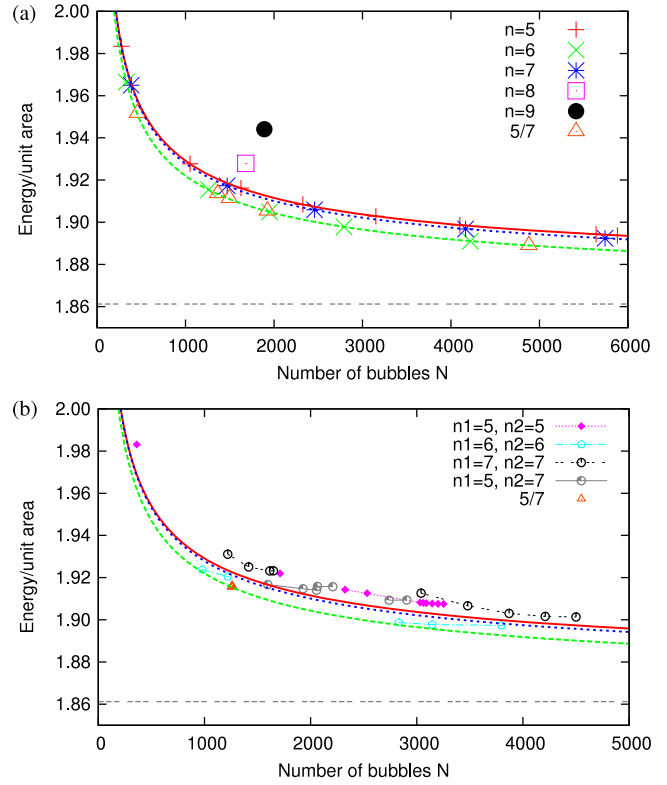 (a)
2.00
1.98
1.96
1.94
1.92
1.90
1.88
1.86
Energy/unit area
n=5
n=6
n=7
n=8
n=9
5/7
0 1000 2000 3000 4000 5000 6000
Number of bubbles N
(b)
2.00
1.98
1.96
1.94
1.92
1.90
1.88
1.86
Energy/unit area
n1=5, n2=5
n1=6, n2=6
n1=7, n2=7
n1=5, n2=7
5/7
0 1000 2000 3000 4000 5000
Number of bubbles N